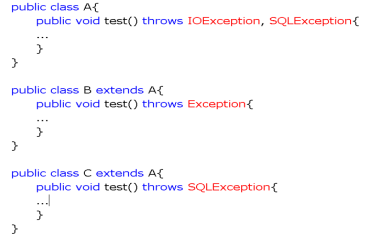 public class A{
public void test() throws IOException, SQLException{
...
}
}
public class B extends A{
public void test() throws Exception{
...
}
}
public class C extends A{
public void test() throws SQLException{
...
}
}